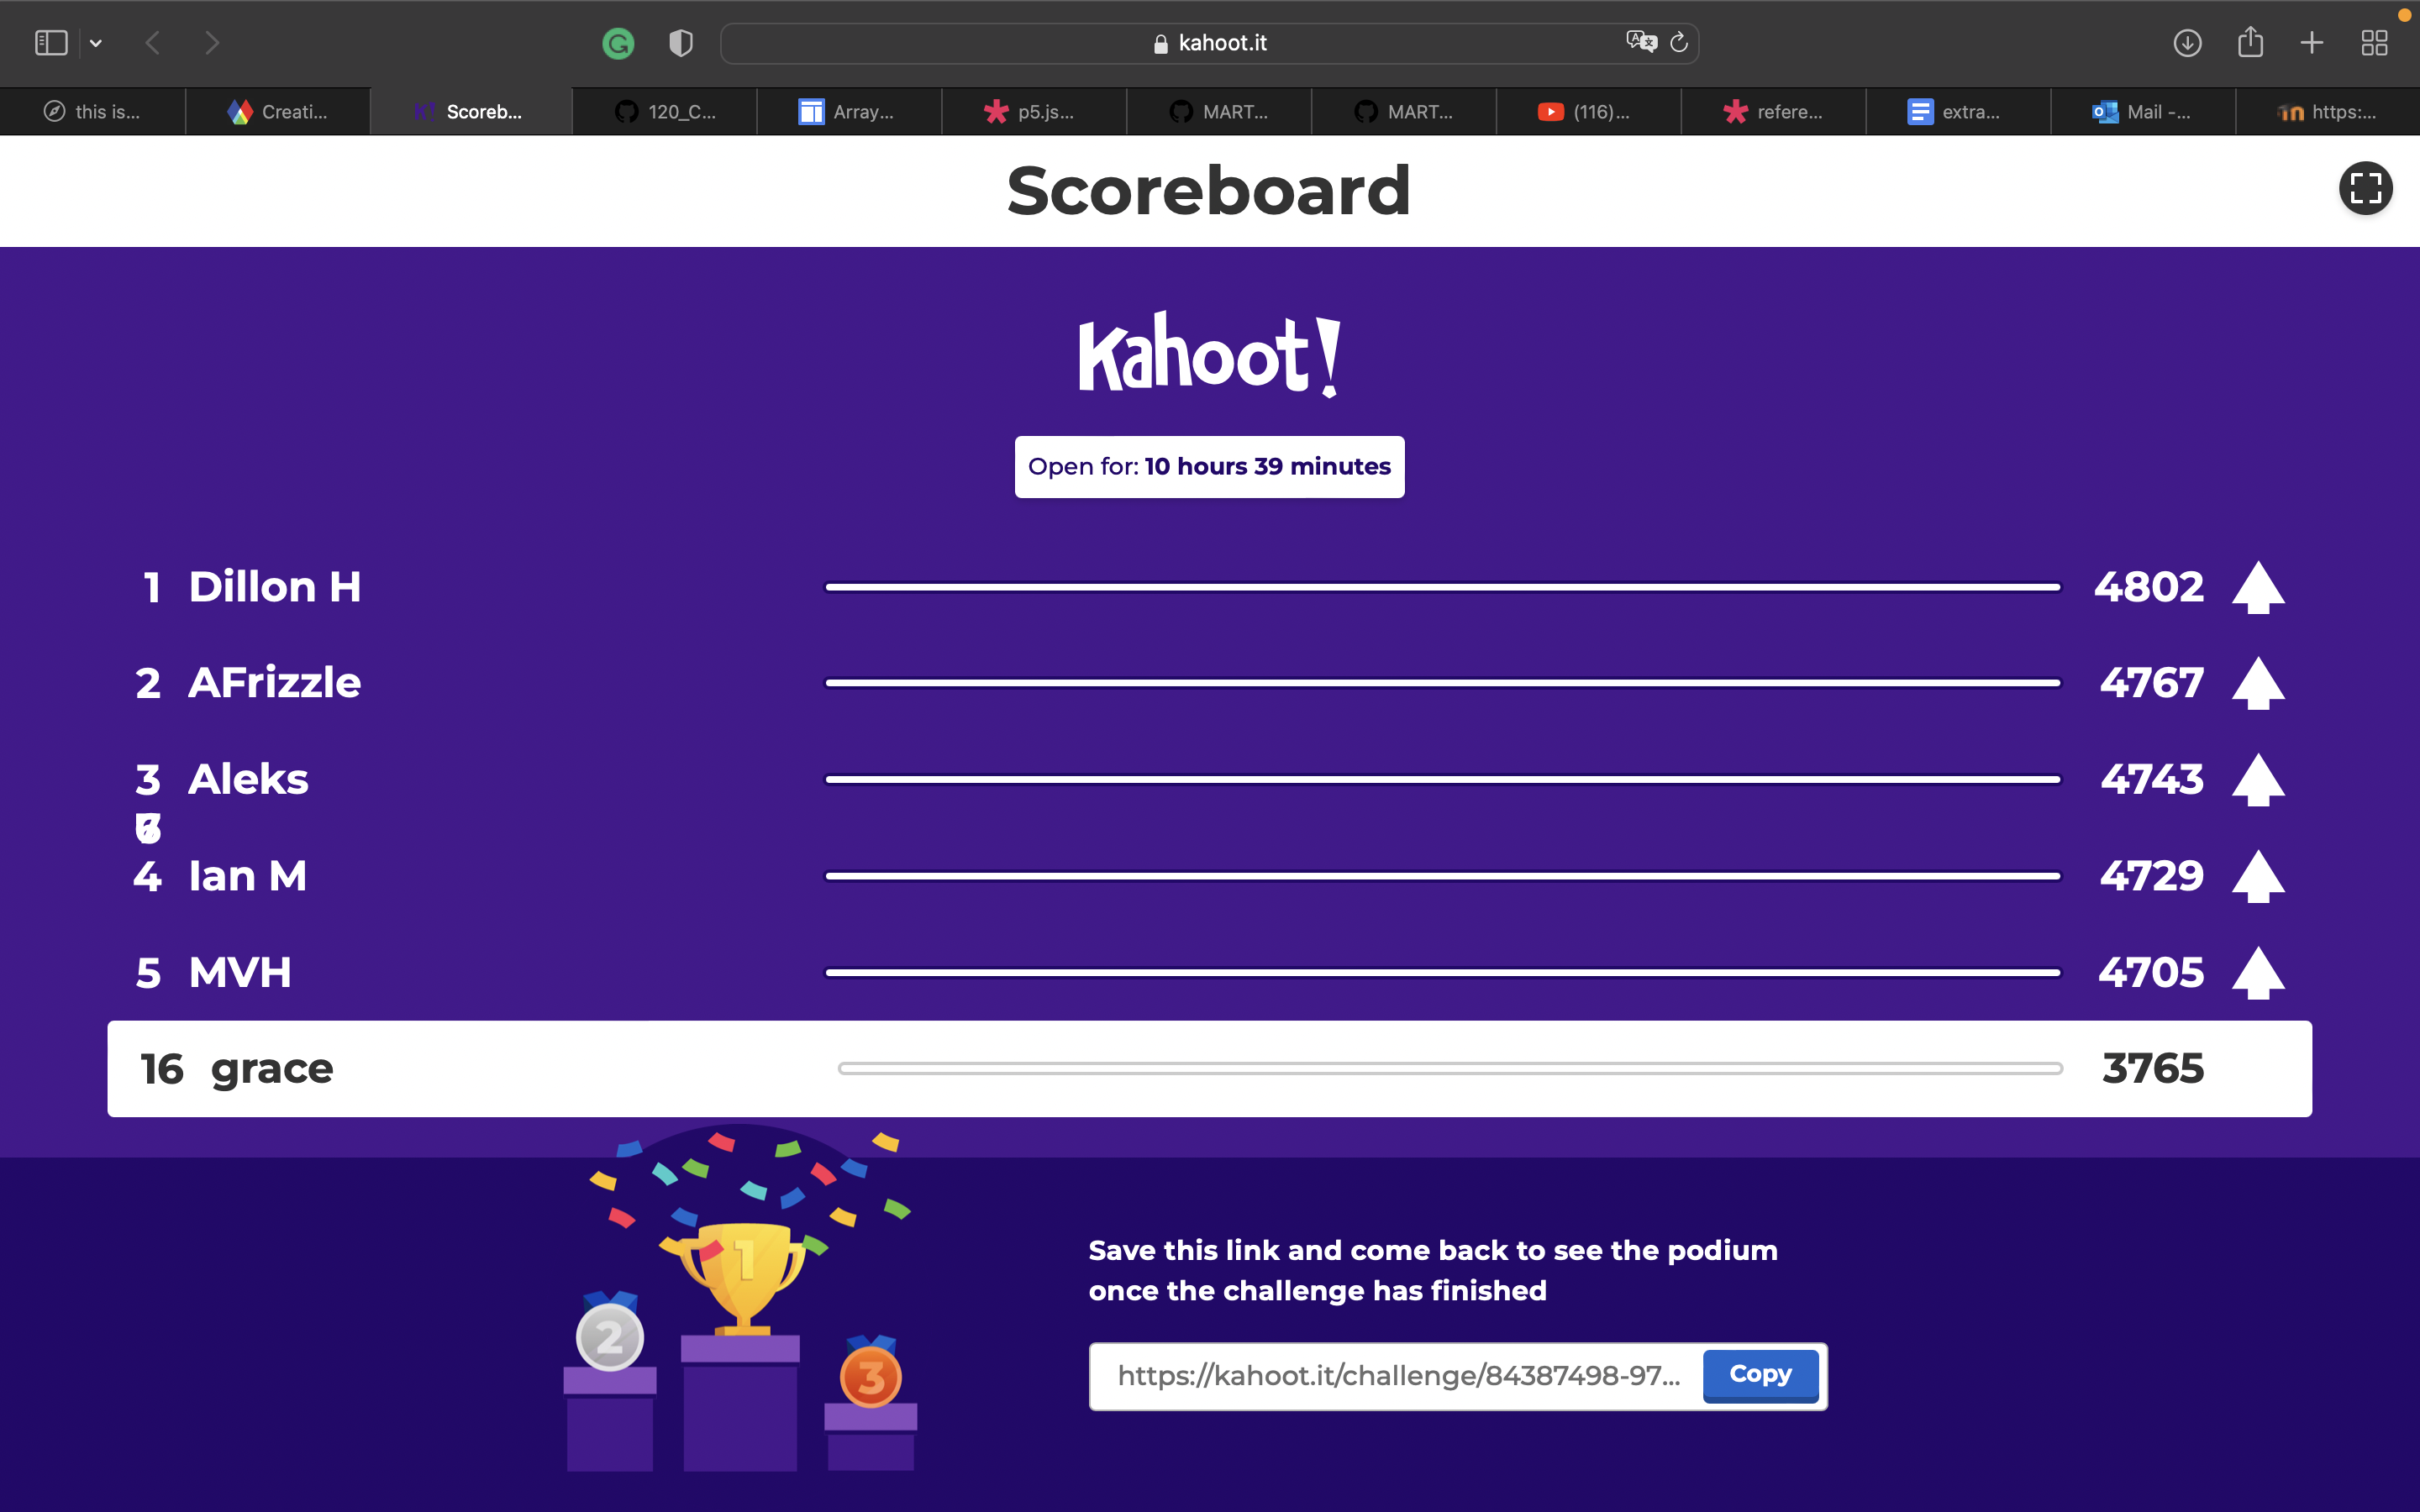 kahoot.it
this is...
Creati...
K! Scoreb...
120_C...
Array...
p5.js...
MART...
MART...
(116)...
refere...
extra...
Mail -...
https:...
Scoreboard
Kahoot!
Open for: 10 hours 39 minutes
1 Dillon H 4802
2 AFrizzle 4767
3 Aleks 4743
4 Ian M 4729
5 MVH 4705
16 grace 3765
1
2
3
Save this link and come back to see the podium
once the challenge has finished
https://kahoot.it/challenge/84387498-97...
Copy